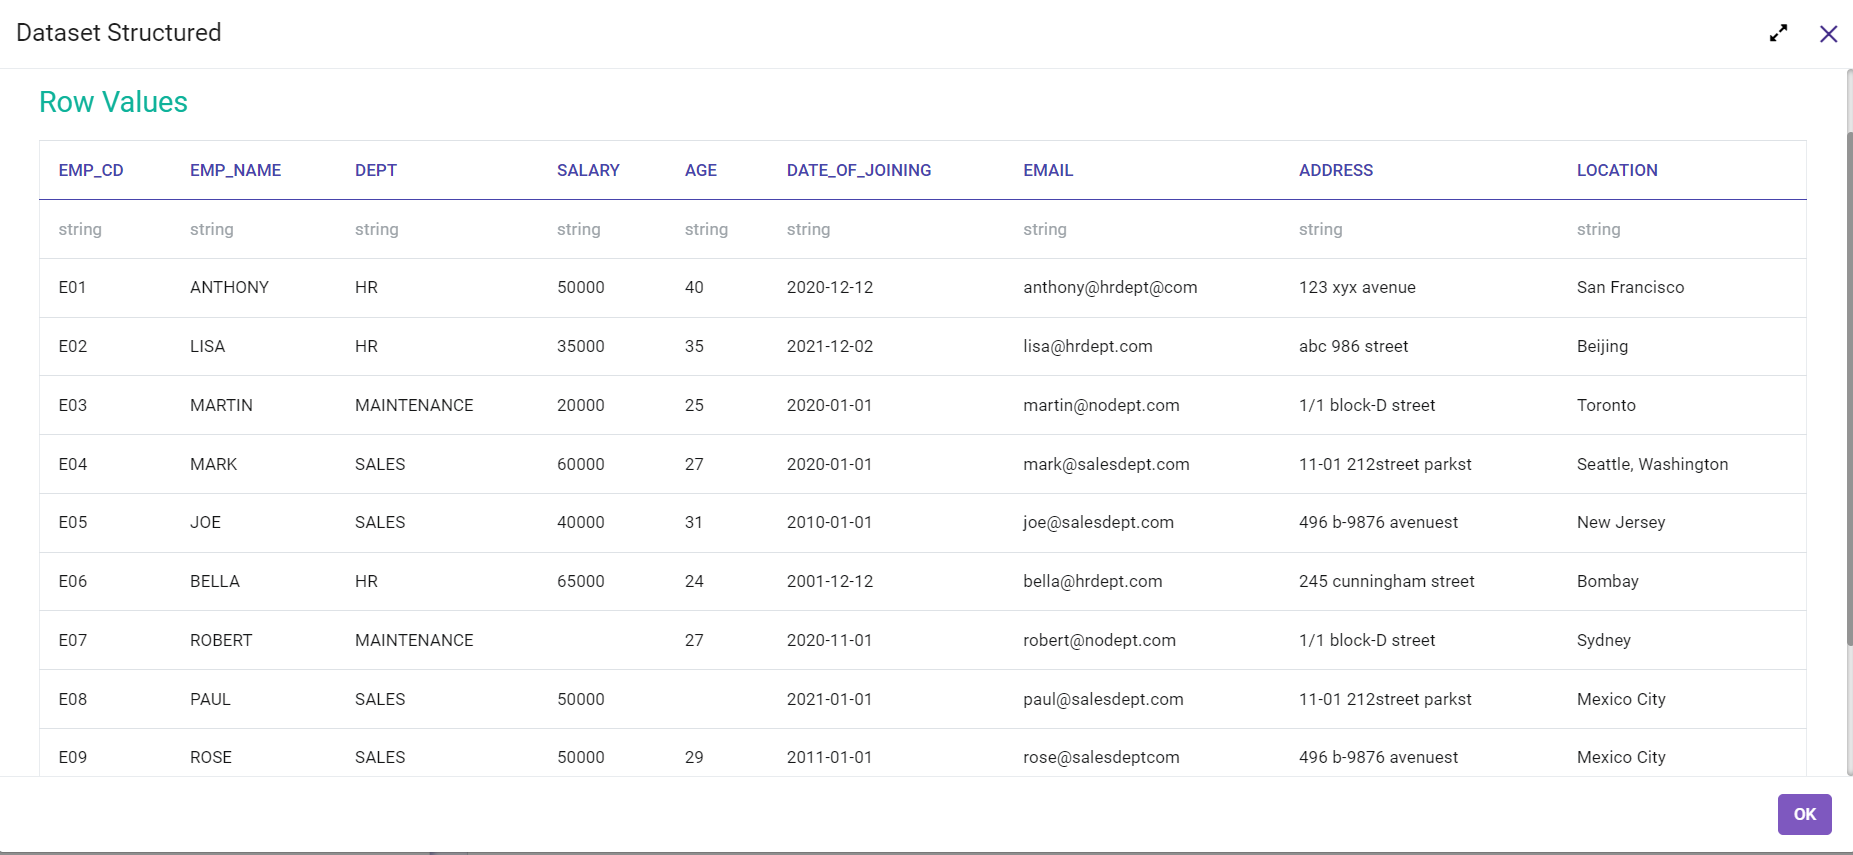 Dataset Structured
Row Values
EMP_CD EMP_NAME DEPT SALARY AGE DATE_OF_JOINING EMAIL ADDRESS LOCATION
string string string string string string string string string
E01 ANTHONY HR 50000 40 2020-12-12 anthony@hrdept@com 123 xyx avenue San Francisco
E02 LISA HR 35000 35 2021-12-02 lisa@hrdept.com abc 986 street Beijing
E03 MARTIN MAINTENANCE 20000 25 2020-01-01 martin@nodept.com 1/1 block-D street Toronto
E04 MARK SALES 60000 27 2020-01-01 mark@salesdept.com 11-01 212street parkst Seattle, Washington
E05 JOE SALES 40000 31 2010-01-01 joe@salesdept.com 496 b-9876 avenuest New Jersey
E06 BELLA HR 65000 24 2001-12-12 bella@hrdept.com 245 cunningham street Bombay
E07 ROBERT MAINTENANCE 27 2020-11-01 robert@nodept.com 1/1 block-D street Sydney
E08 PAUL SALES 50000 2021-01-01 paul@salesdept.com 11-01 212street parkst Mexico City
E09 ROSE SALES 50000 29 2011-01-01 rose@salesdeptcom 496 b-9876 avenuest Mexico City
OK